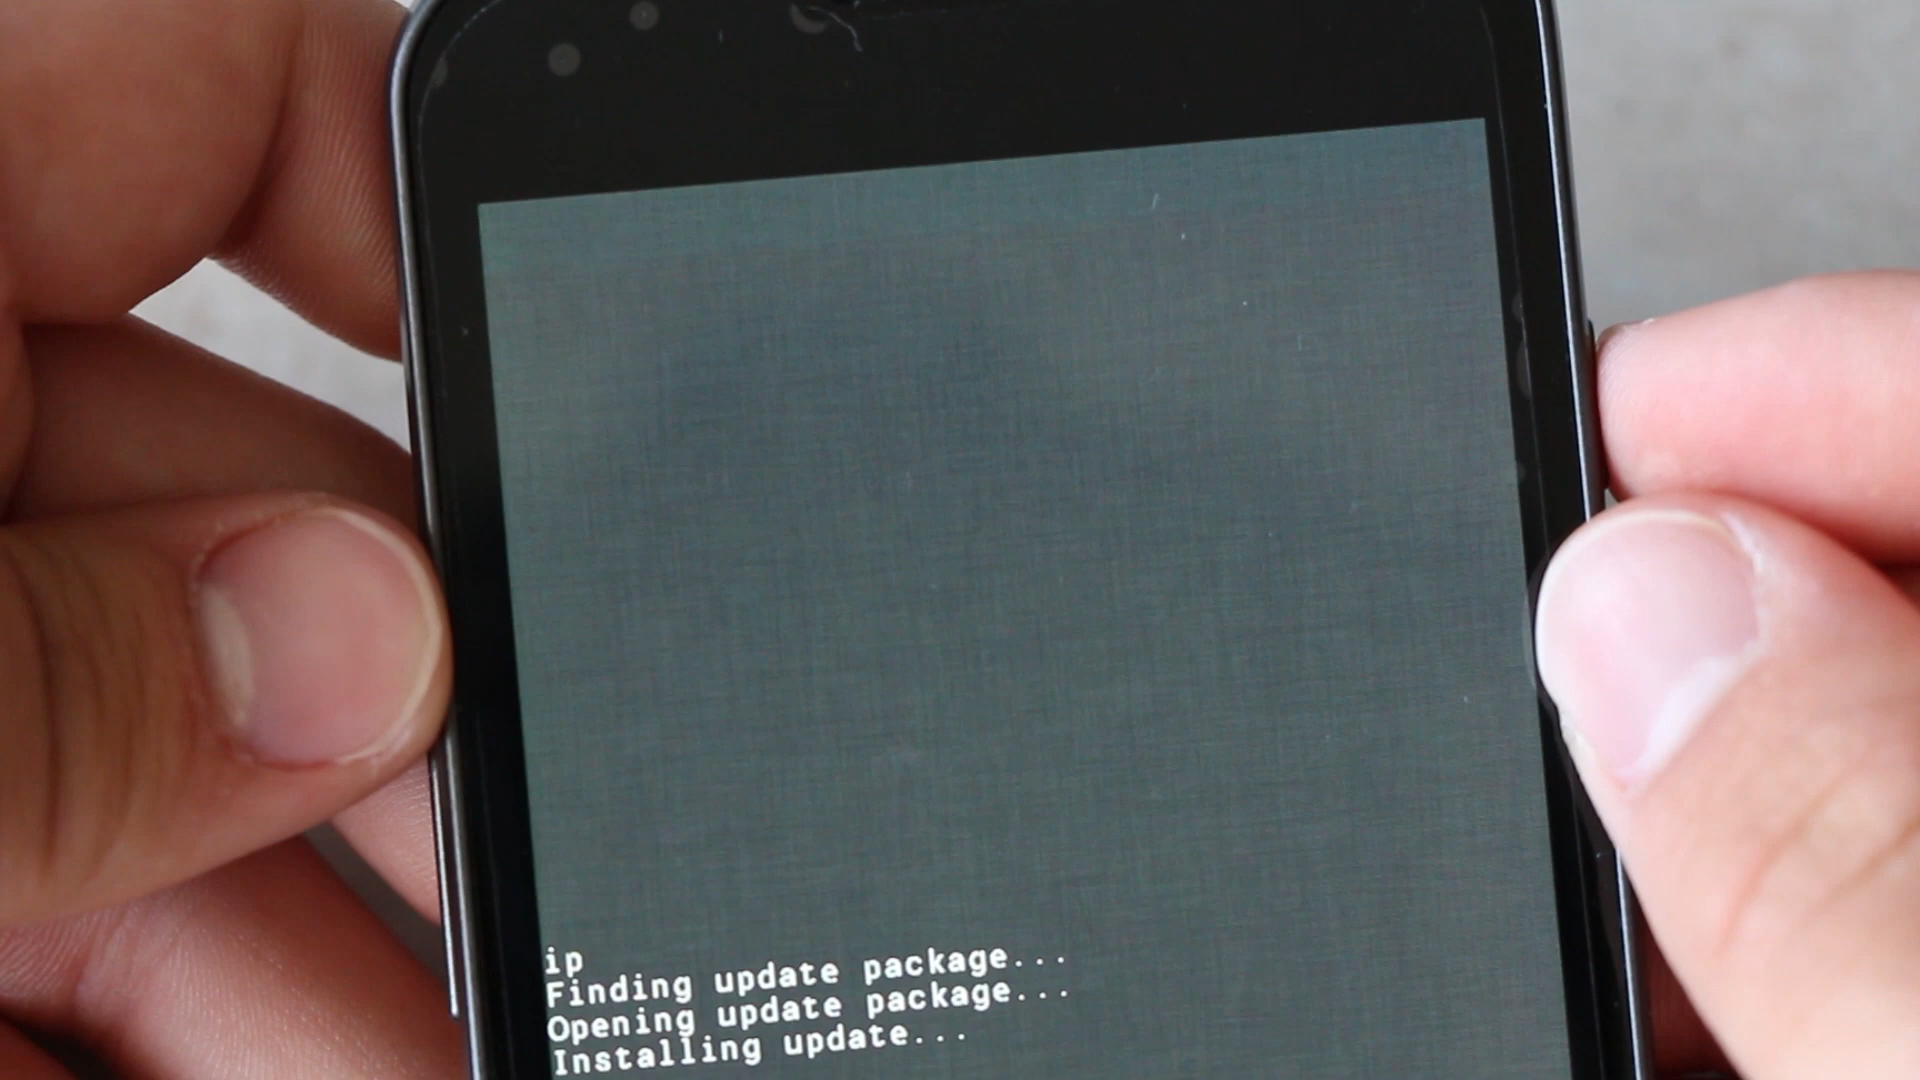 ip
Finding update package...
Opening update package...
Installing update...